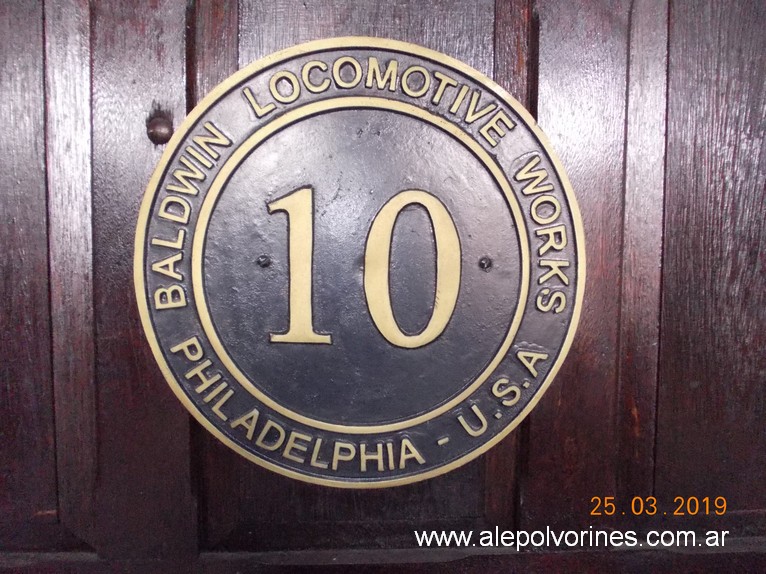 BALDWIN LOCOMOTIVE WORKS
10
PHILADELPHIA - U.S.A
25.03.2019
www.alepolvorines.com.ar